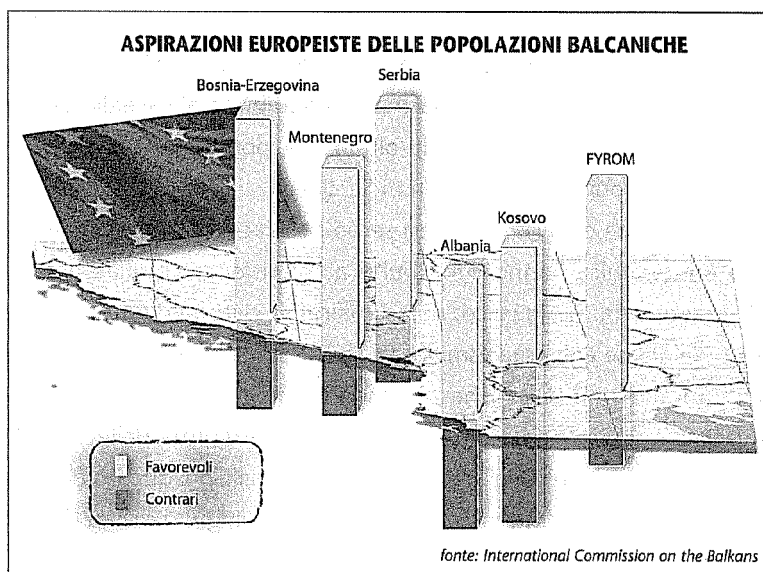 ASPIRAZIONI EUROPEISTE DELLE POPOLAZIONI BALCANICHE
Serbia
Bosnia-Erzegovina
Montenegro
FYROM
Kosovo
Albania
Favorevoli
Contrari
fonte: International Commission on the Balkans